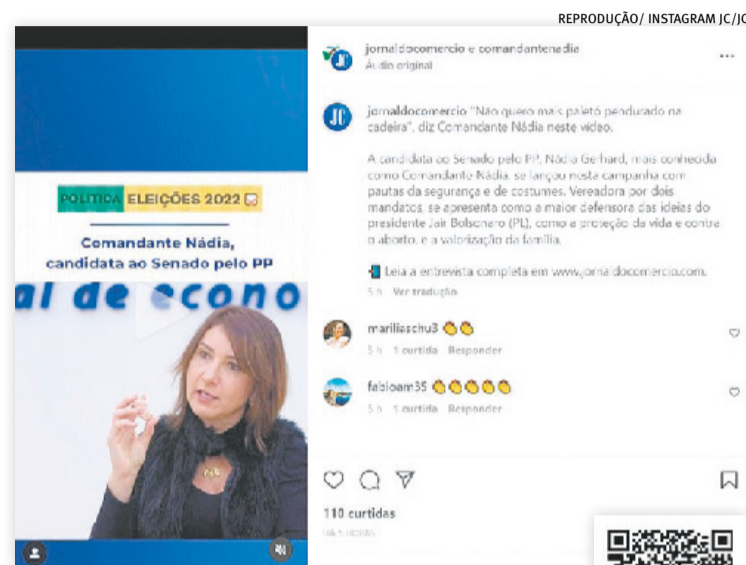 REPRODUÇÃO/ INSTAGRAM JC/JC
jornaldocomercio e comandantenadia
Áudio original
JC jornaldocomercio "Não quero mais paletó pendurado na
cadeira", diz Comandante Nádia neste vídeo.
A candidata ao Senado pelo PP, Nádia Gerhard, mais conhecida
como Comandante Nádia, se lançou nesta campanha com
pautas da segurança e de costumes. Vereadora por dois
mandatos, se apresenta como a maior defensora das ideias do
presidente Jair Bolsonaro (PL), como a proteção da vida e contra
o aborto, e a valorização da família.
📲 Leia a entrevista completa em www.jornaldocomercio.com.
5 h Ver tradução
mariliaschu3 👏👏
5 h 1 curtida Responder
fabioam35 👏👏👏👏👏
5 h 1 curtida Responder
110 curtidas
HÁ 5 HORAS
POLÍTICA ELEIÇÕES 2022
Comandante Nádia,
candidata ao Senado pelo PP
al de econo